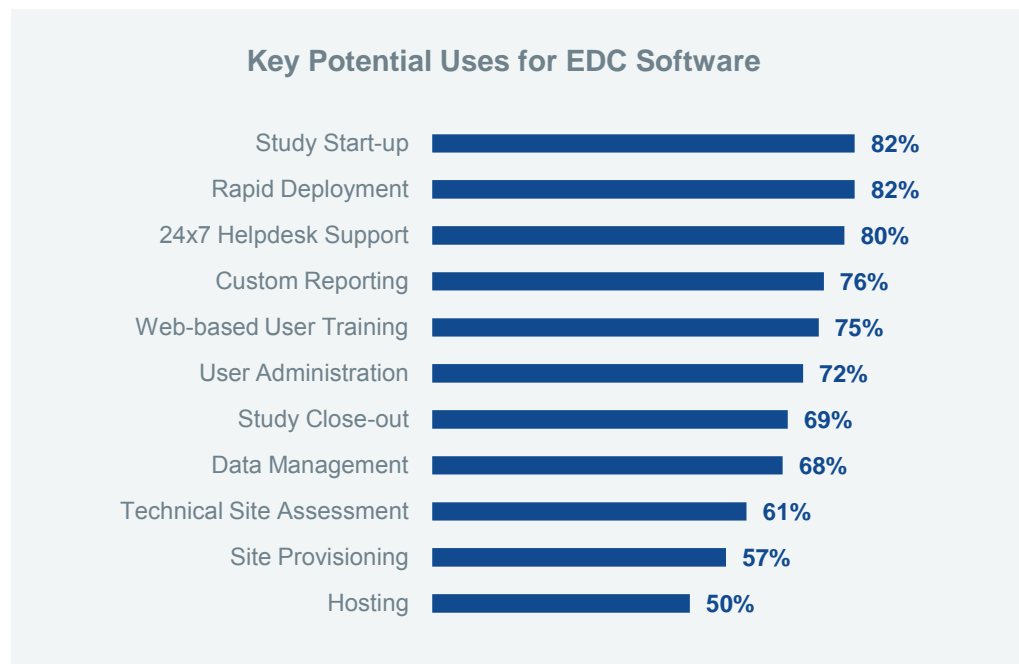 Key Potential Uses for EDC Software
Study Start-up 82%
Rapid Deployment 82%
24x7 Helpdesk Support 80%
Custom Reporting 76%
Web-based User Training 75%
User Administration 72%
Study Close-out 69%
Data Management 68%
Technical Site Assessment 61%
Site Provisioning 57%
Hosting 50%